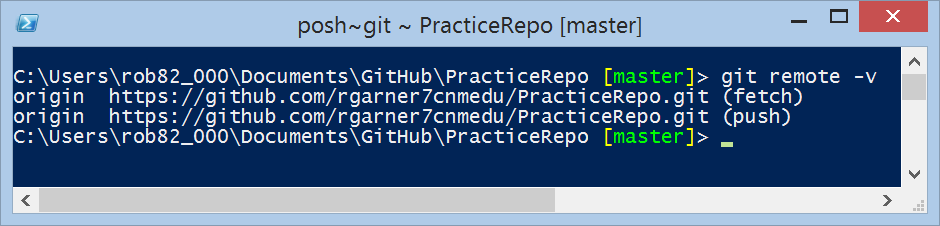 posh~git ~ PracticeRepo [master]
C:\Users\rob82_000\Documents\GitHub\PracticeRepo [master]> git remote -v
origin  https://github.com/rgarner7cnmedu/PracticeRepo.git (fetch)
origin  https://github.com/rgarner7cnmedu/PracticeRepo.git (push)
C:\Users\rob82_000\Documents\GitHub\PracticeRepo [master]> _